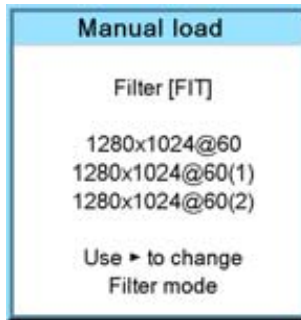 Manual load
Filter [FIT]
1280x1024@60
1280x1024@60(1)
1280x1024@60(2)
Use ► to change
Filter mode